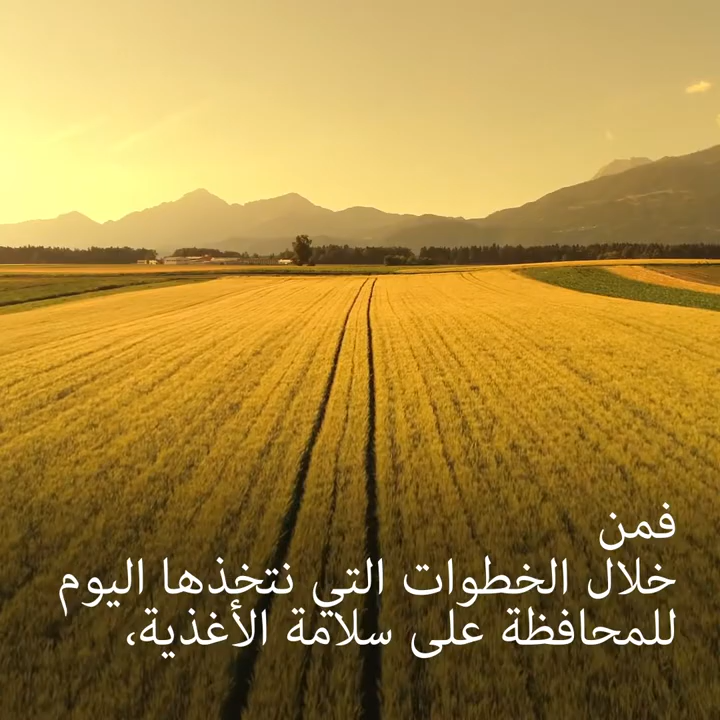 فمن
خلال الخطوات التي نتخذها اليوم
للمحافظة على سلامة الأغذية،